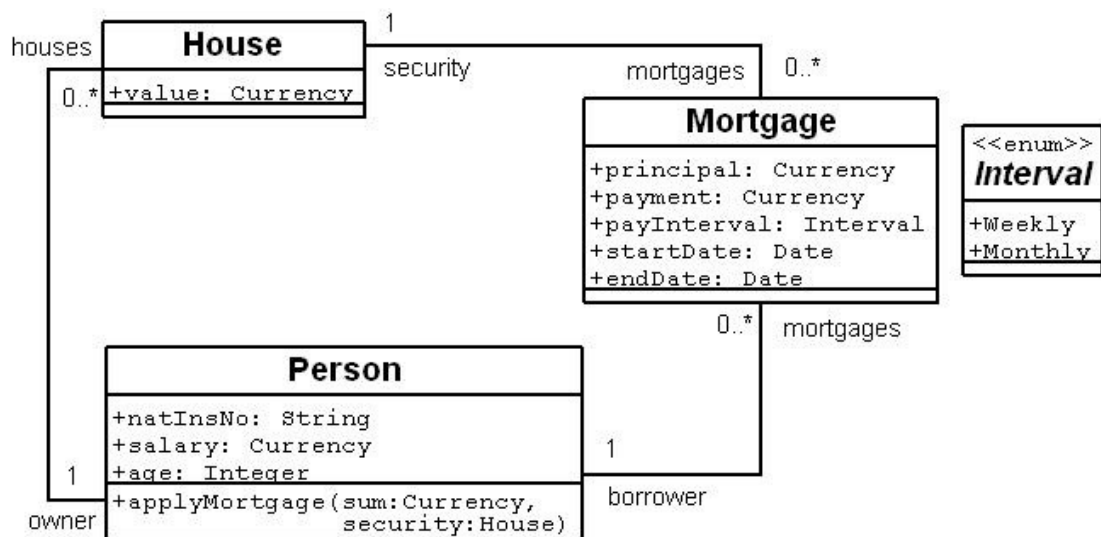 houses
1
House
0..*
+value: Currency
security
mortgages
0..*
Mortgage
+principal: Currency
+payment: Currency
+payInterval: Interval
+startDate: Date
+endDate: Date
<<enum>>
Interval
+Weekly
+Monthly
0..*
mortgages
Person
+natInsNo: String
+salary: Currency
+age: Integer
+applyMortgage(sum:Currency,
security:House)
1
owner
1
borrower